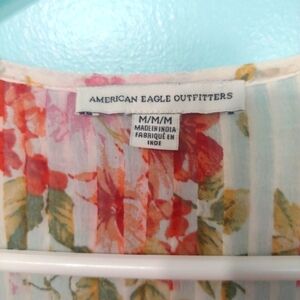 AMERICAN EAGLE OUTFITTERS
M/M/M
MADE IN INDIA
FABRIQUÉ EN
INDE